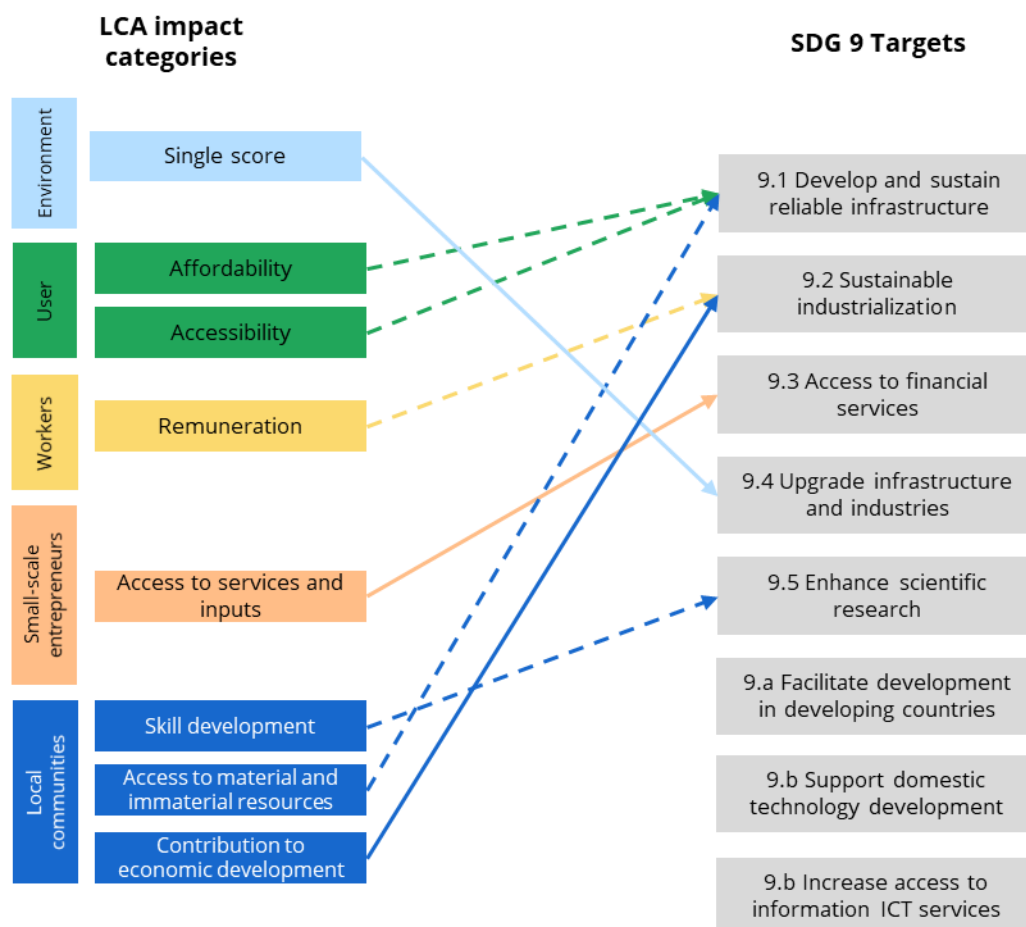 LCA impact
categories
SDG 9 Targets
Environment
Single score
User
Affordability
Accessibility
Workers
Remuneration
Small-scale
entrepreneurs
Access to services and
inputs
Local
communities
Skill development
Access to material and
immaterial resources
Contribution to
economic development
9.1 Develop and sustain
reliable infrastructure
9.2 Sustainable
industrialization
9.3 Access to financial
services
9.4 Upgrade infrastructure
and industries
9.5 Enhance scientific
research
9.a Facilitate development
in developing countries
9.b Support domestic
technology development
9.b Increase access to
information ICT services